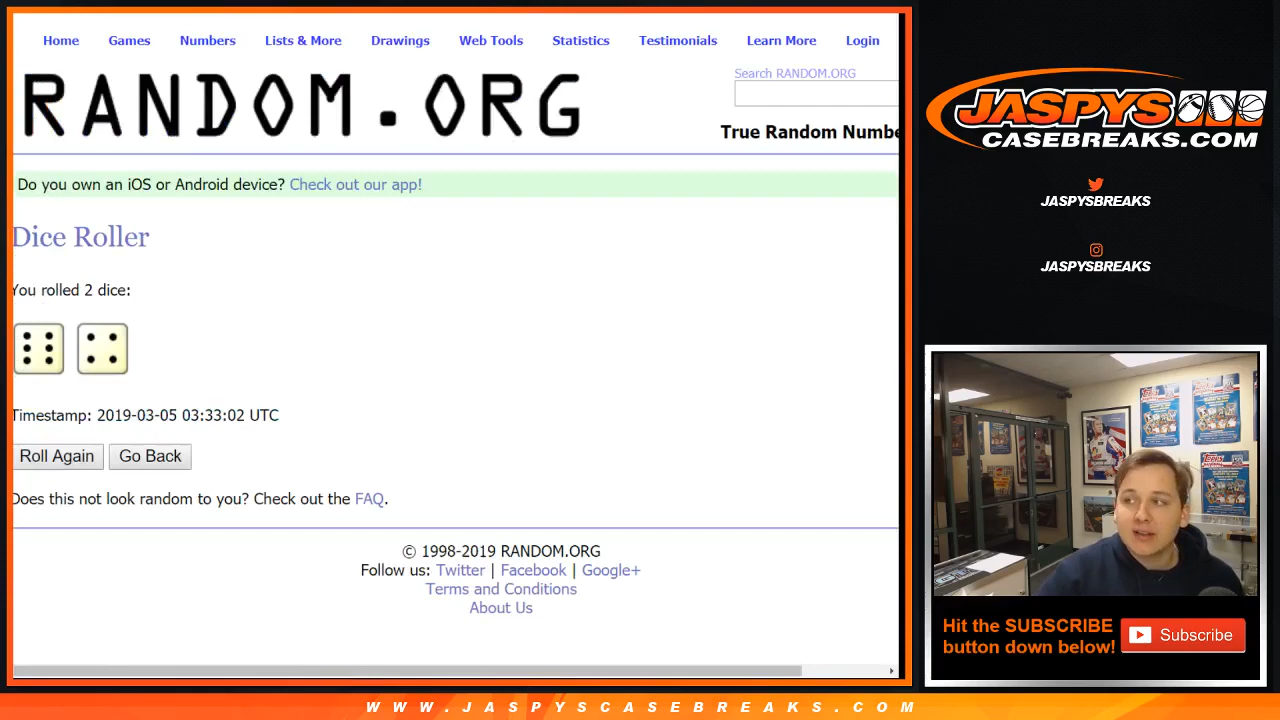 Home Games Numbers Lists & More Drawings Web Tools Statistics Testimonials Learn More Login
RANDOM.ORG
Search RANDOM.ORG
True Random Numbe
Do you own an iOS or Android device? Check out our app!
Dice Roller
You rolled 2 dice:
Timestamp: 2019-03-05 03:33:02 UTC
Roll Again Go Back
Does this not look random to you? Check out the FAQ.
© 1998-2019 RANDOM.ORG
Follow us: Twitter | Facebook | Google+
Terms and Conditions
About Us
JASPYS
CASEBREAKS.COM
JASPYSBREAKS
JASPYSBREAKS
Hit the SUBSCRIBE
button down below!
Subscribe
WWW.JASPYSCASEBREAKS.COM